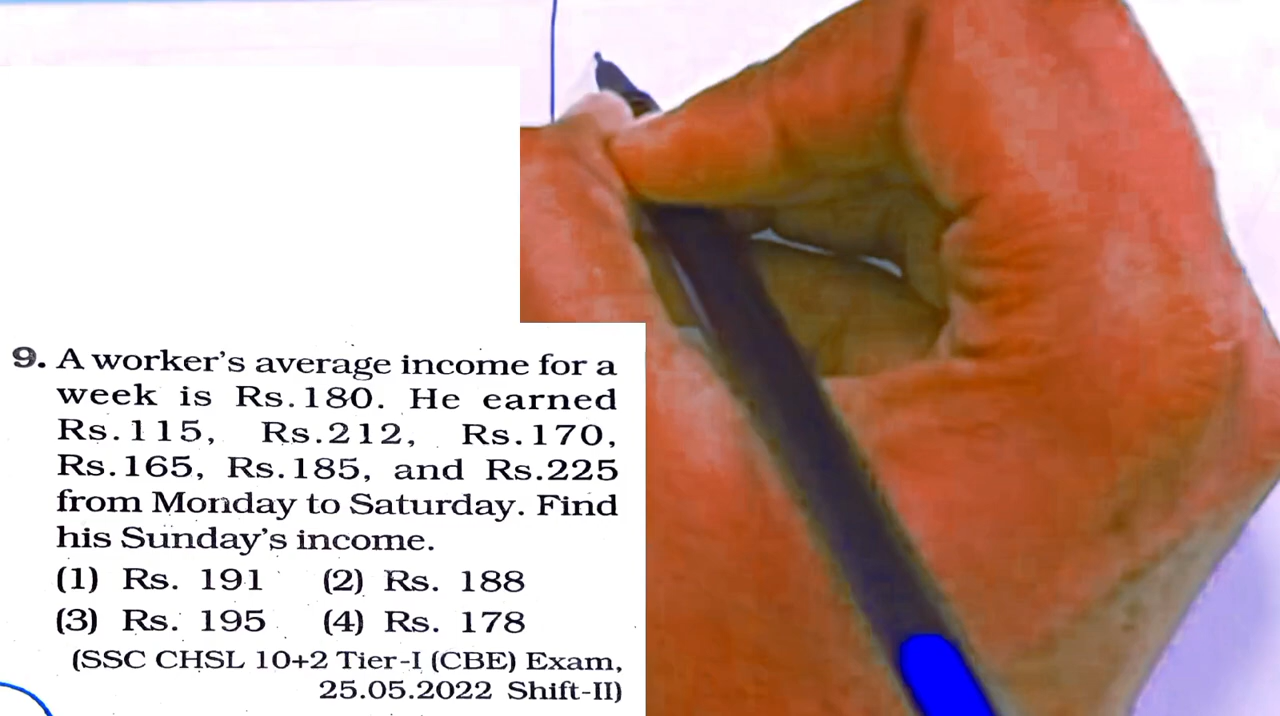 9. A worker's average income for a
week is Rs.180. He earned
Rs.115, Rs.212, Rs.170,
Rs.165, Rs.185, and Rs.225
from Monday to Saturday. Find
his Sunday's income.
(1) Rs. 191 (2) Rs. 188
(3) Rs. 195 (4) Rs. 178
(SSC CHSL 10+2 Tier-I (CBE) Exam,
25.05.2022 Shift-II)